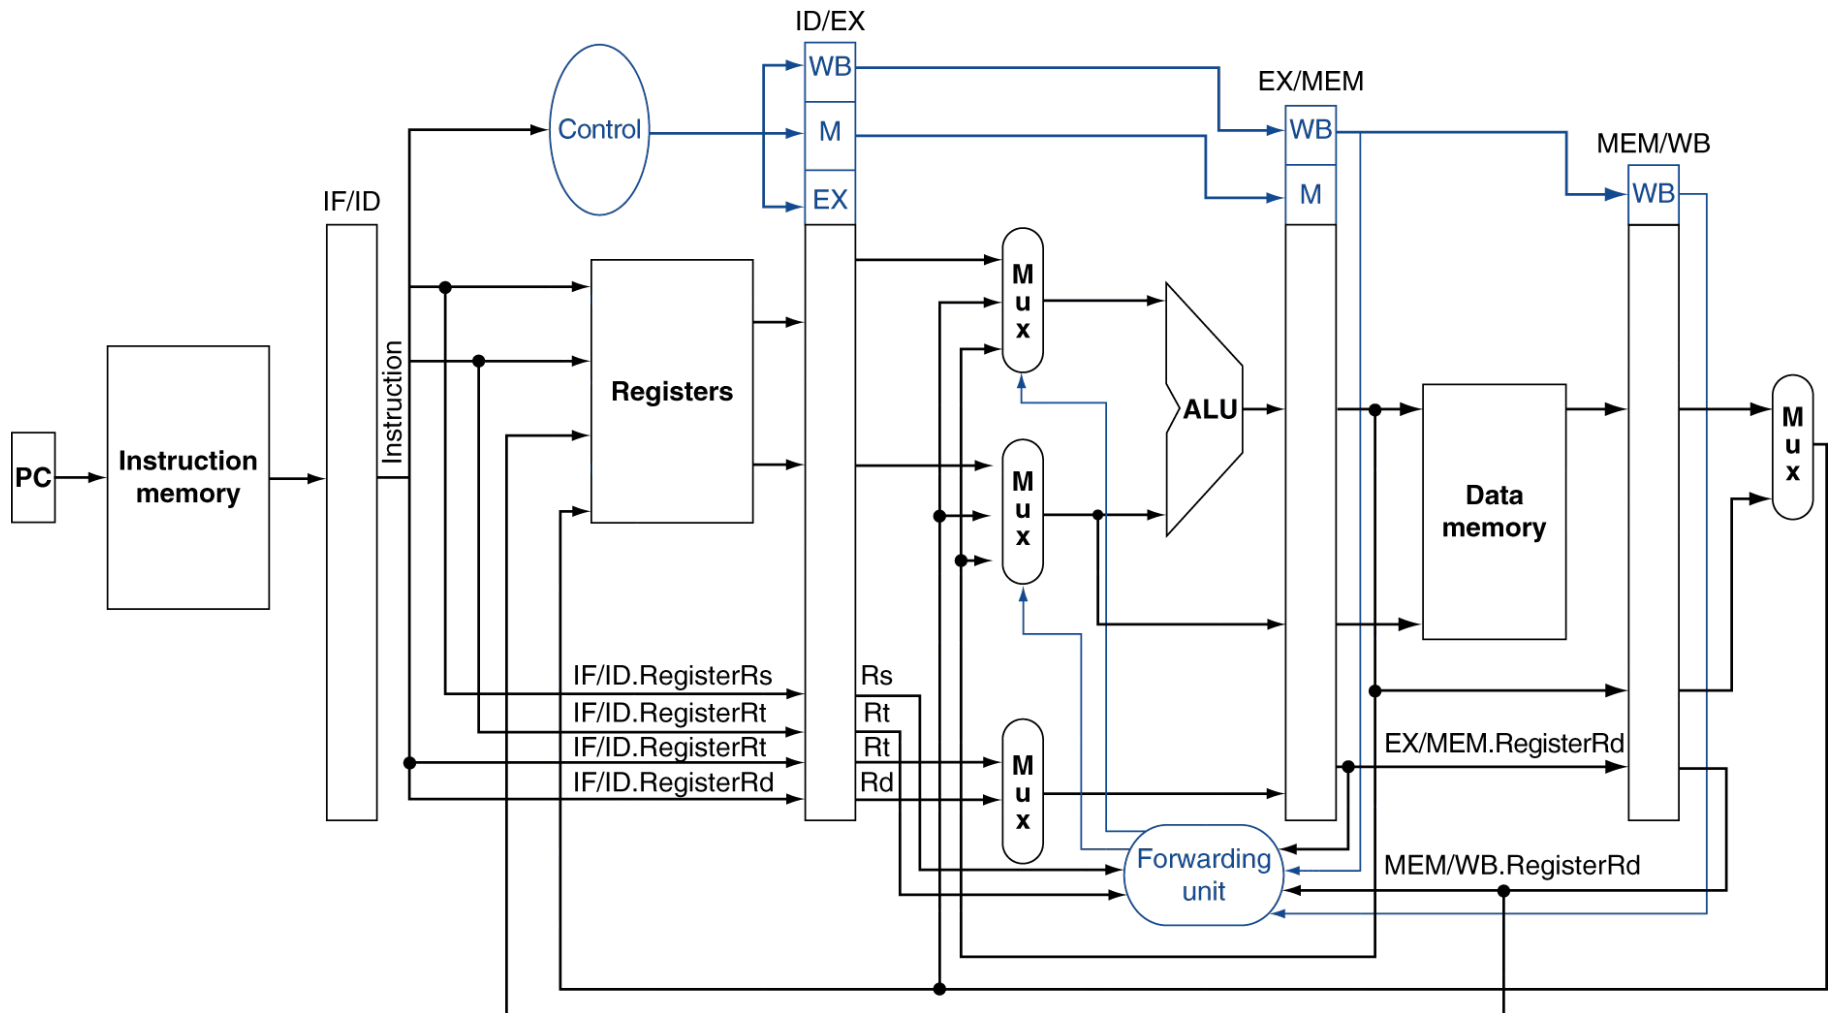 ID/EX
WB
EX/MEM
Control
M
WB
MEM/WB
EX
M
WB
IF/ID
Instruction
Registers
PC
Instruction
memory
M
u
x
M
u
x
ALU
Data
memory
M
u
x
IF/ID.RegisterRs
Rs
IF/ID.RegisterRt
Rt
IF/ID.RegisterRt
Rt
IF/ID.RegisterRd
Rd
M
u
x
EX/MEM.RegisterRd
Forwarding
unit
MEM/WB.RegisterRd